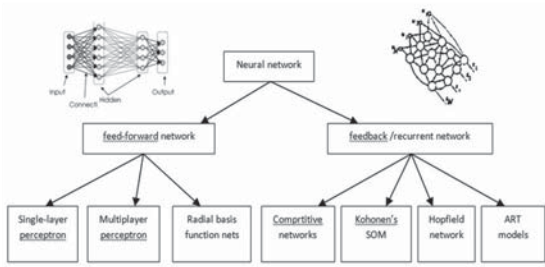 Neural network
Input
Connecti
Hidden
Output
feed-forward network
feedback /recurrent network
Single-layer
perceptron
Multiplayer
perceptron
Radial basis
function nets
Comprtitive
networks
Kohonen's
SOM
Hopfield
network
ART
models